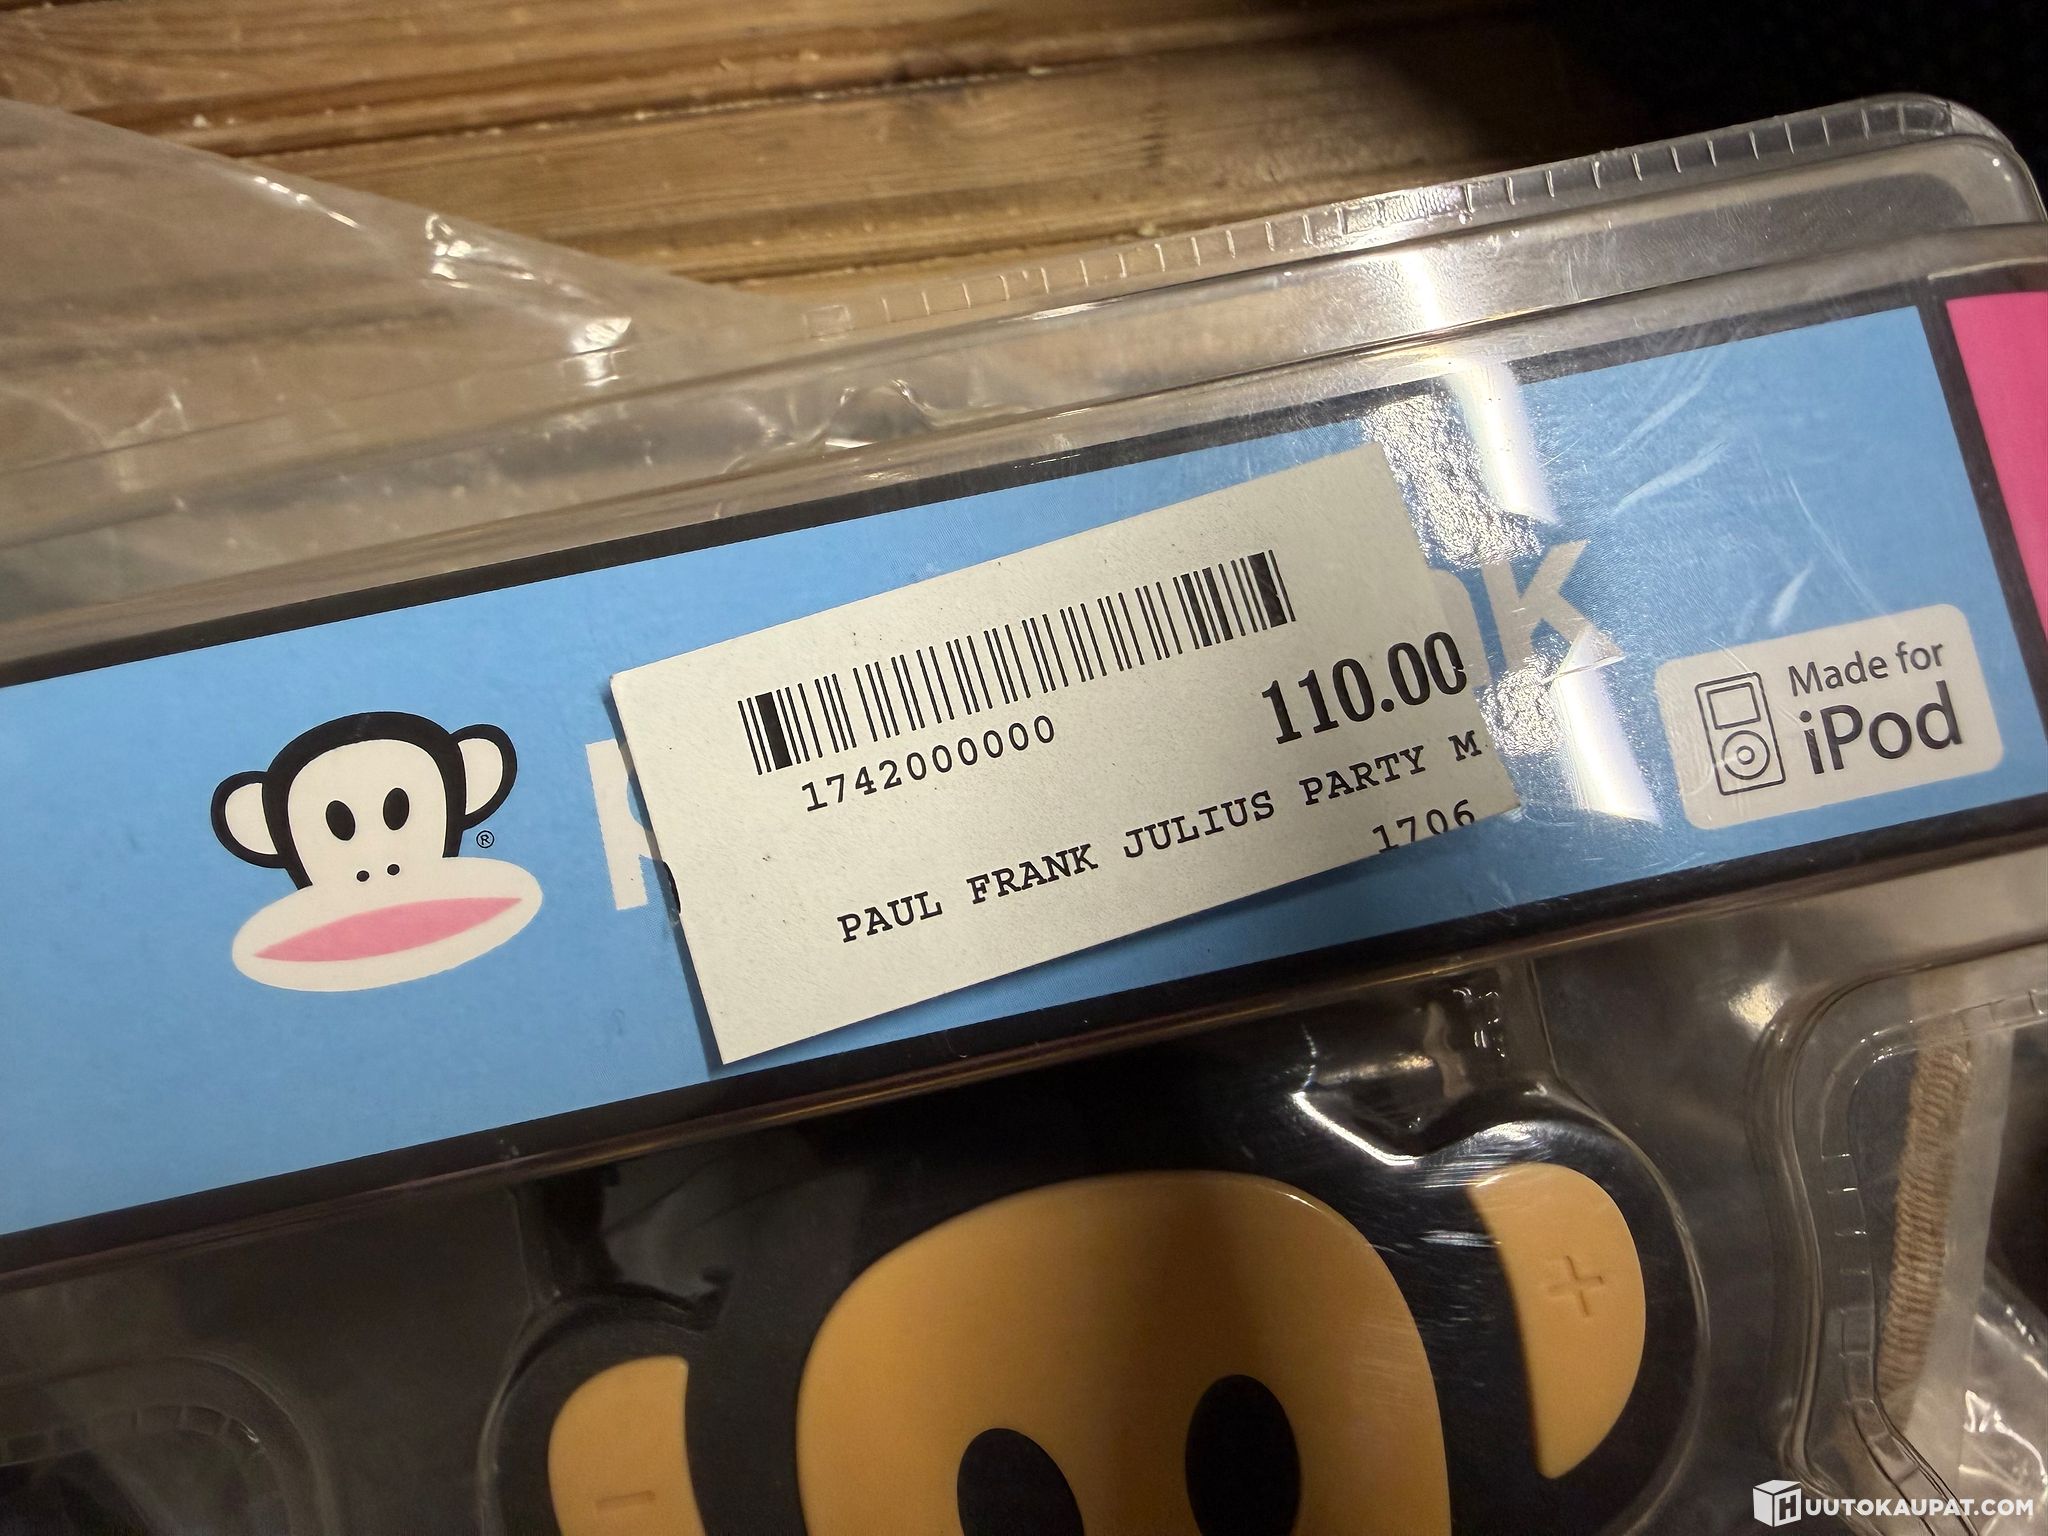 110.00
1742000000
PAUL FRANK JULIUS PARTY M
1706
®
K
Made for
iPod
+
-
HUUTOKAUPAT.COM